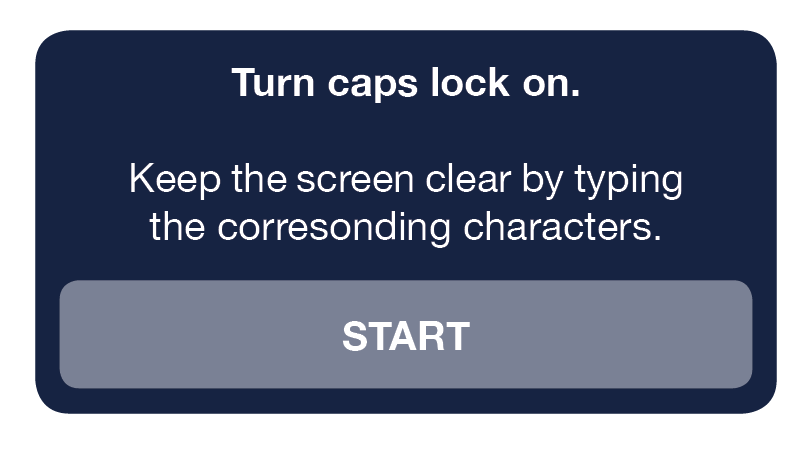 Turn caps lock on.
Keep the screen clear by typing
the corresonding characters.
START